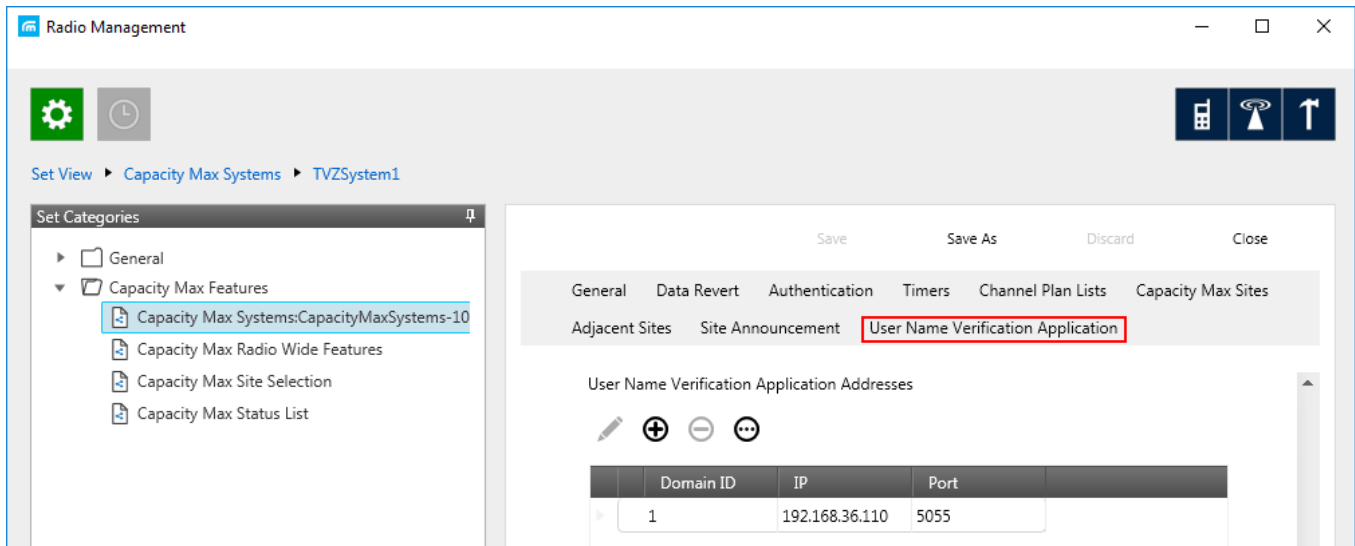 Radio Management
Set View Capacity Max Systems TVZSystem1
Set Categories
General
Capacity Max Features
Capacity Max Systems:CapacityMaxSystems-10
Capacity Max Radio Wide Features
Capacity Max Site Selection
Capacity Max Status List
Save Save As Discard Close
General Data Revert Authentication Timers Channel Plan Lists Capacity Max Sites
Adjacent Sites Site Announcement User Name Verification Application
User Name Verification Application Addresses
Domain ID IP Port
1 192.168.36.110 5055